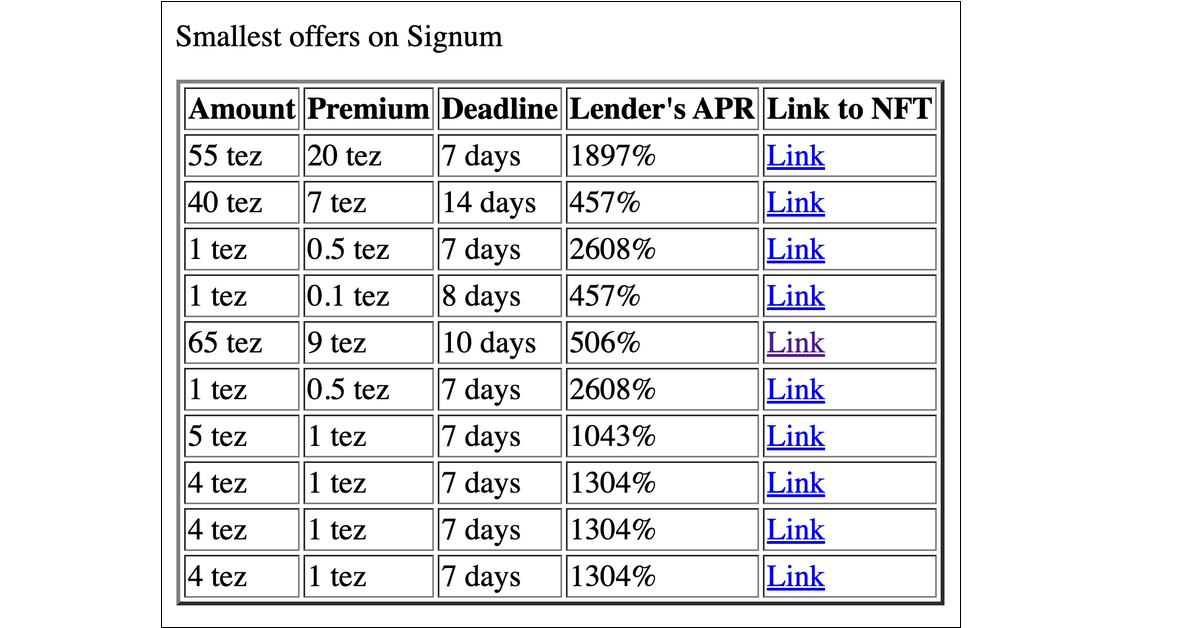 Smallest offers on Signum
Amount Premium Deadline Lender's APR Link to NFT
55 tez 20 tez 7 days 1897% Link
40 tez 7 tez 14 days 457% Link
1 tez 0.5 tez 7 days 2608% Link
1 tez 0.1 tez 8 days 457% Link
65 tez 9 tez 10 days 506% Link
1 tez 0.5 tez 7 days 2608% Link
5 tez 1 tez 7 days 1043% Link
4 tez 1 tez 7 days 1304% Link
4 tez 1 tez 7 days 1304% Link
4 tez 1 tez 7 days 1304% Link